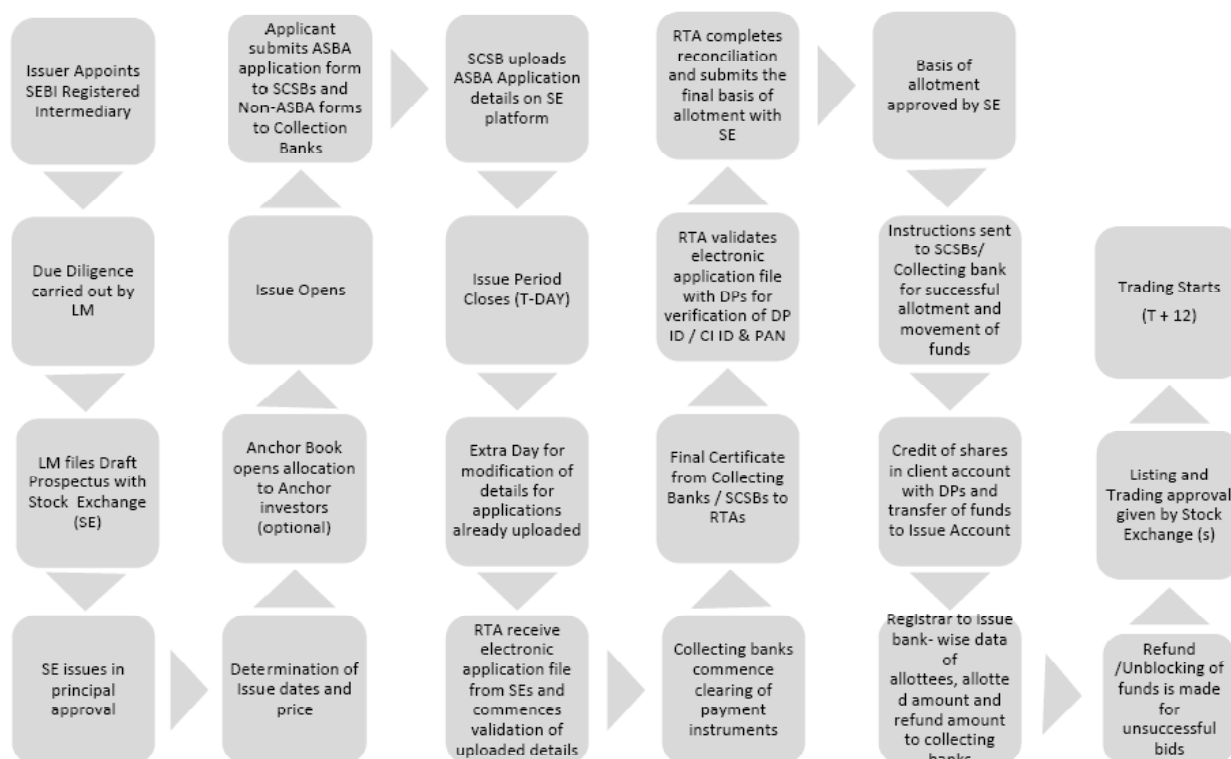 Issuer Appoints
SEBI Registered
Intermediary
Due Diligence
carried out by
LM
LM files Draft
Prospectus with
Stock Exchange
(SE)
SE issues in
principal
approval
Determination of
Issue dates and
price
Anchor Book
opens allocation
to Anchor
investors
(optional)
Issue Opens
Applicant
submits ASBA
application form
to SCSBs and
Non-ASBA forms
to Collection
Banks
SCSB uploads
ASBA Application
details on SE
platform
Issue Period
Closes (T-DAY)
Extra Day for
modification of
details for
applications
already uploaded
RTA receive
electronic
application file
from SEs and
commences
validation of
uploaded details
Collecting banks
commence
clearing of
payment
instruments
Final Certificate
from Collecting
Banks / SCSBs to
RTAs
RTA validates
electronic
application file
with DPs for
verification of DP
ID / CI ID & PAN
RTA completes
reconciliation
and submits the
final basis of
allotment with
SE
Basis of
allotment
approved by SE
Instructions sent
to SCSBs/
Collecting bank
for successful
allotment and
movement of
funds
Credit of shares
in client account
with DPs and
transfer of funds
to Issue Account
Registrar to issue
bank- wise data
of
allottees, allotte
d amount and
refund amount
to collecting
banks
Refund
/Unblocking of
funds is made
for
unsuccessful
bids
Listing and
Trading approval
given by Stock
Exchange (s)
Trading Starts
(T + 12)